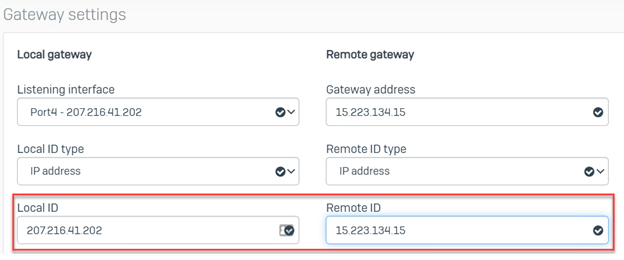 Gateway settings
Local gateway
Remote gateway
Listening interface
Gateway address
Port4 - 207.216.41.202
15.223.134.15
Local ID type
Remote ID type
IP address
IP address
Local ID
Remote ID
207.216.41.202
15.223.134.15